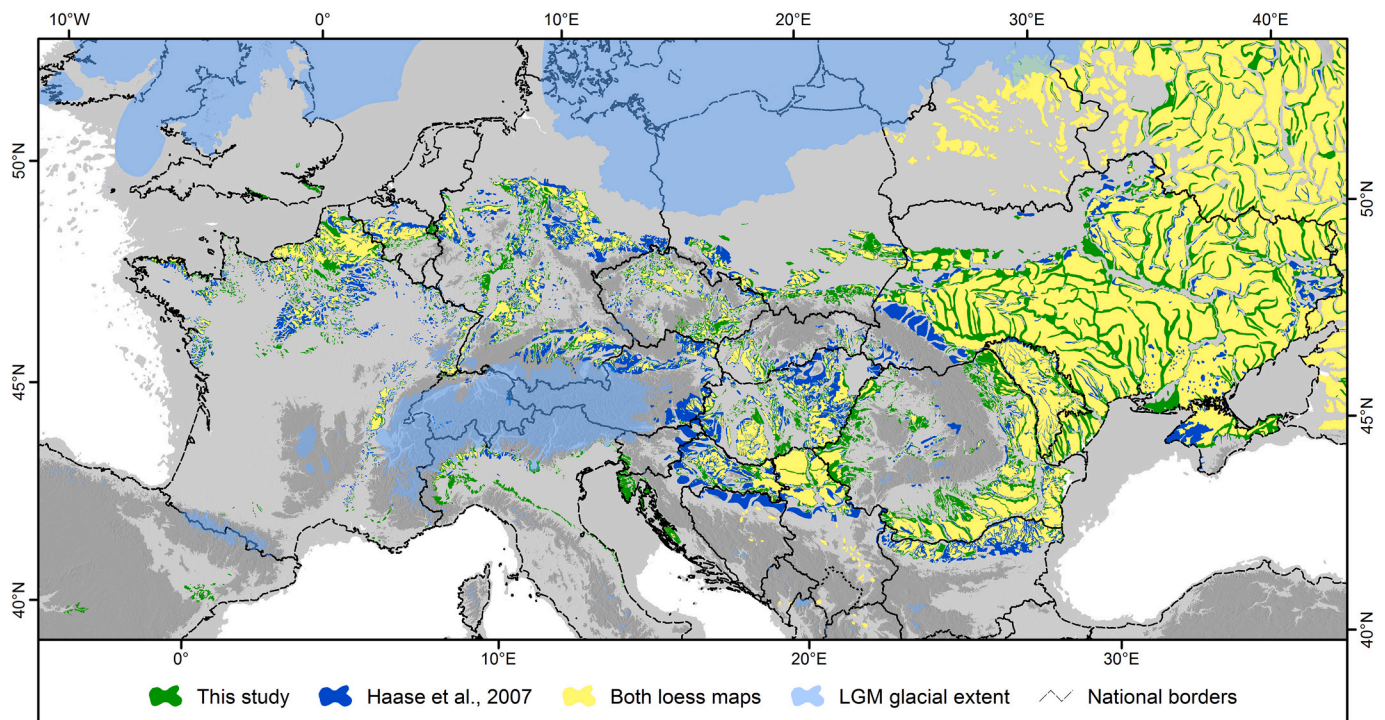 10°W 0° 10°E 20°E 30°E 40°E
50°N 50°N
45°N 45°N
40°N 40°N
0° 10°E 20°E 30°E
This study Haase et al., 2007 Both loess maps LGM glacial extent National borders